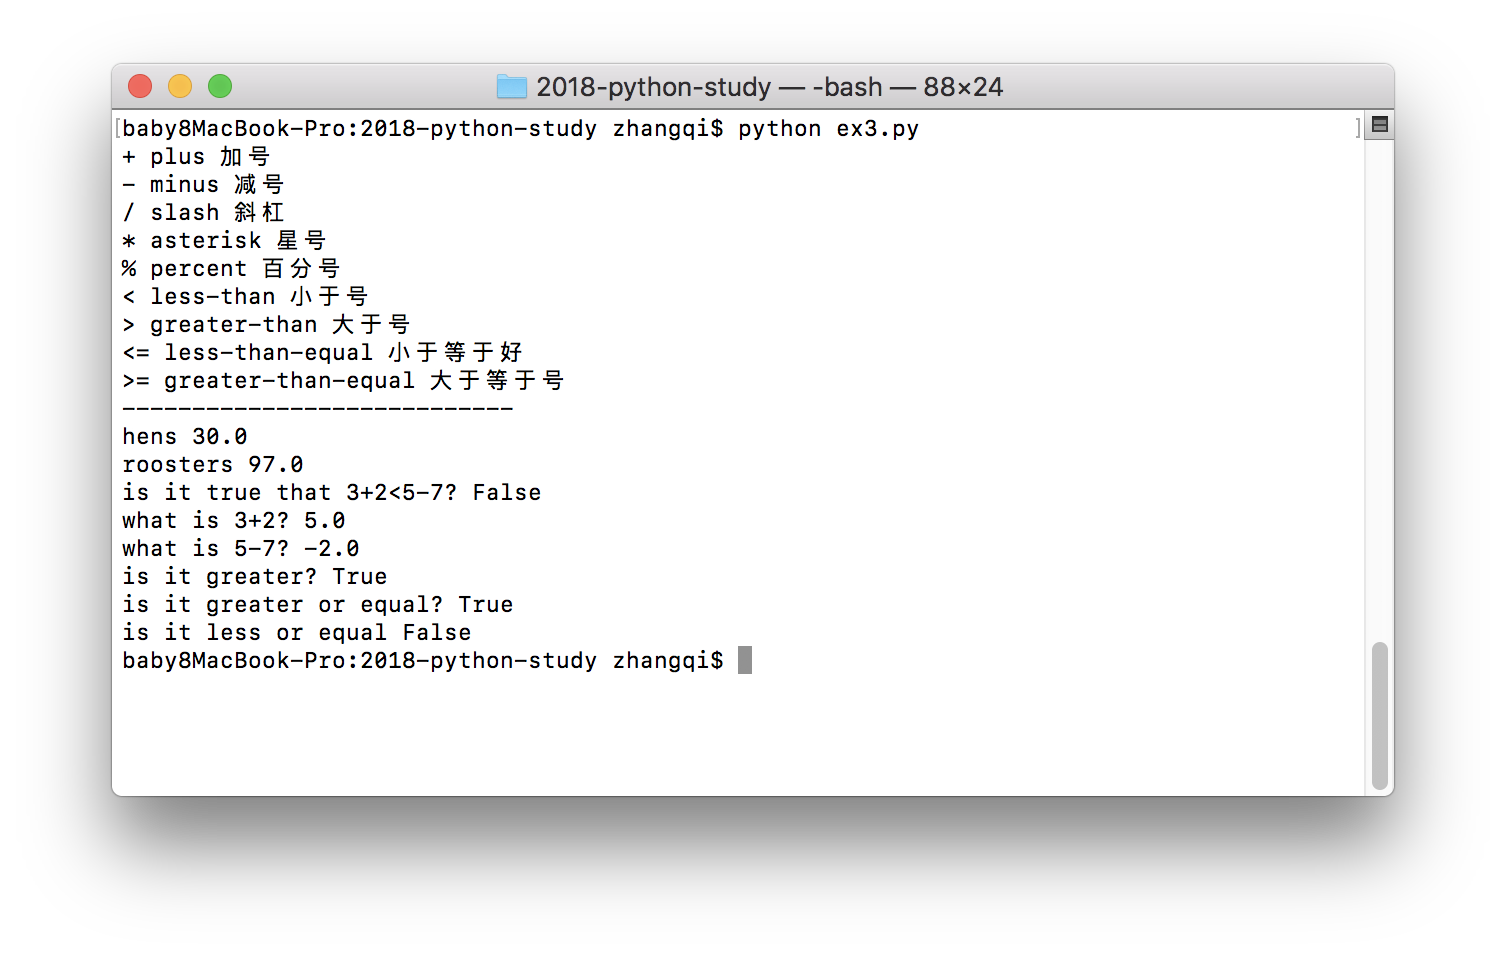 2018-python-study — -bash — 88×24
baby8MacBook-Pro:2018-python-study zhangqi$ python ex3.py
+ plus 加号
- minus 减号
/ slash 斜杠
* asterisk 星号
% percent 百分号
< less-than 小于号
> greater-than 大于号
<= less-than-equal 小于等于好
>= greater-than-equal 大于等于号
----------------------------
hens 30.0
roosters 97.0
is it true that 3+2<5-7? False
what is 3+2? 5.0
what is 5-7? -2.0
is it greater? True
is it greater or equal? True
is it less or equal False
baby8MacBook-Pro:2018-python-study zhangqi$